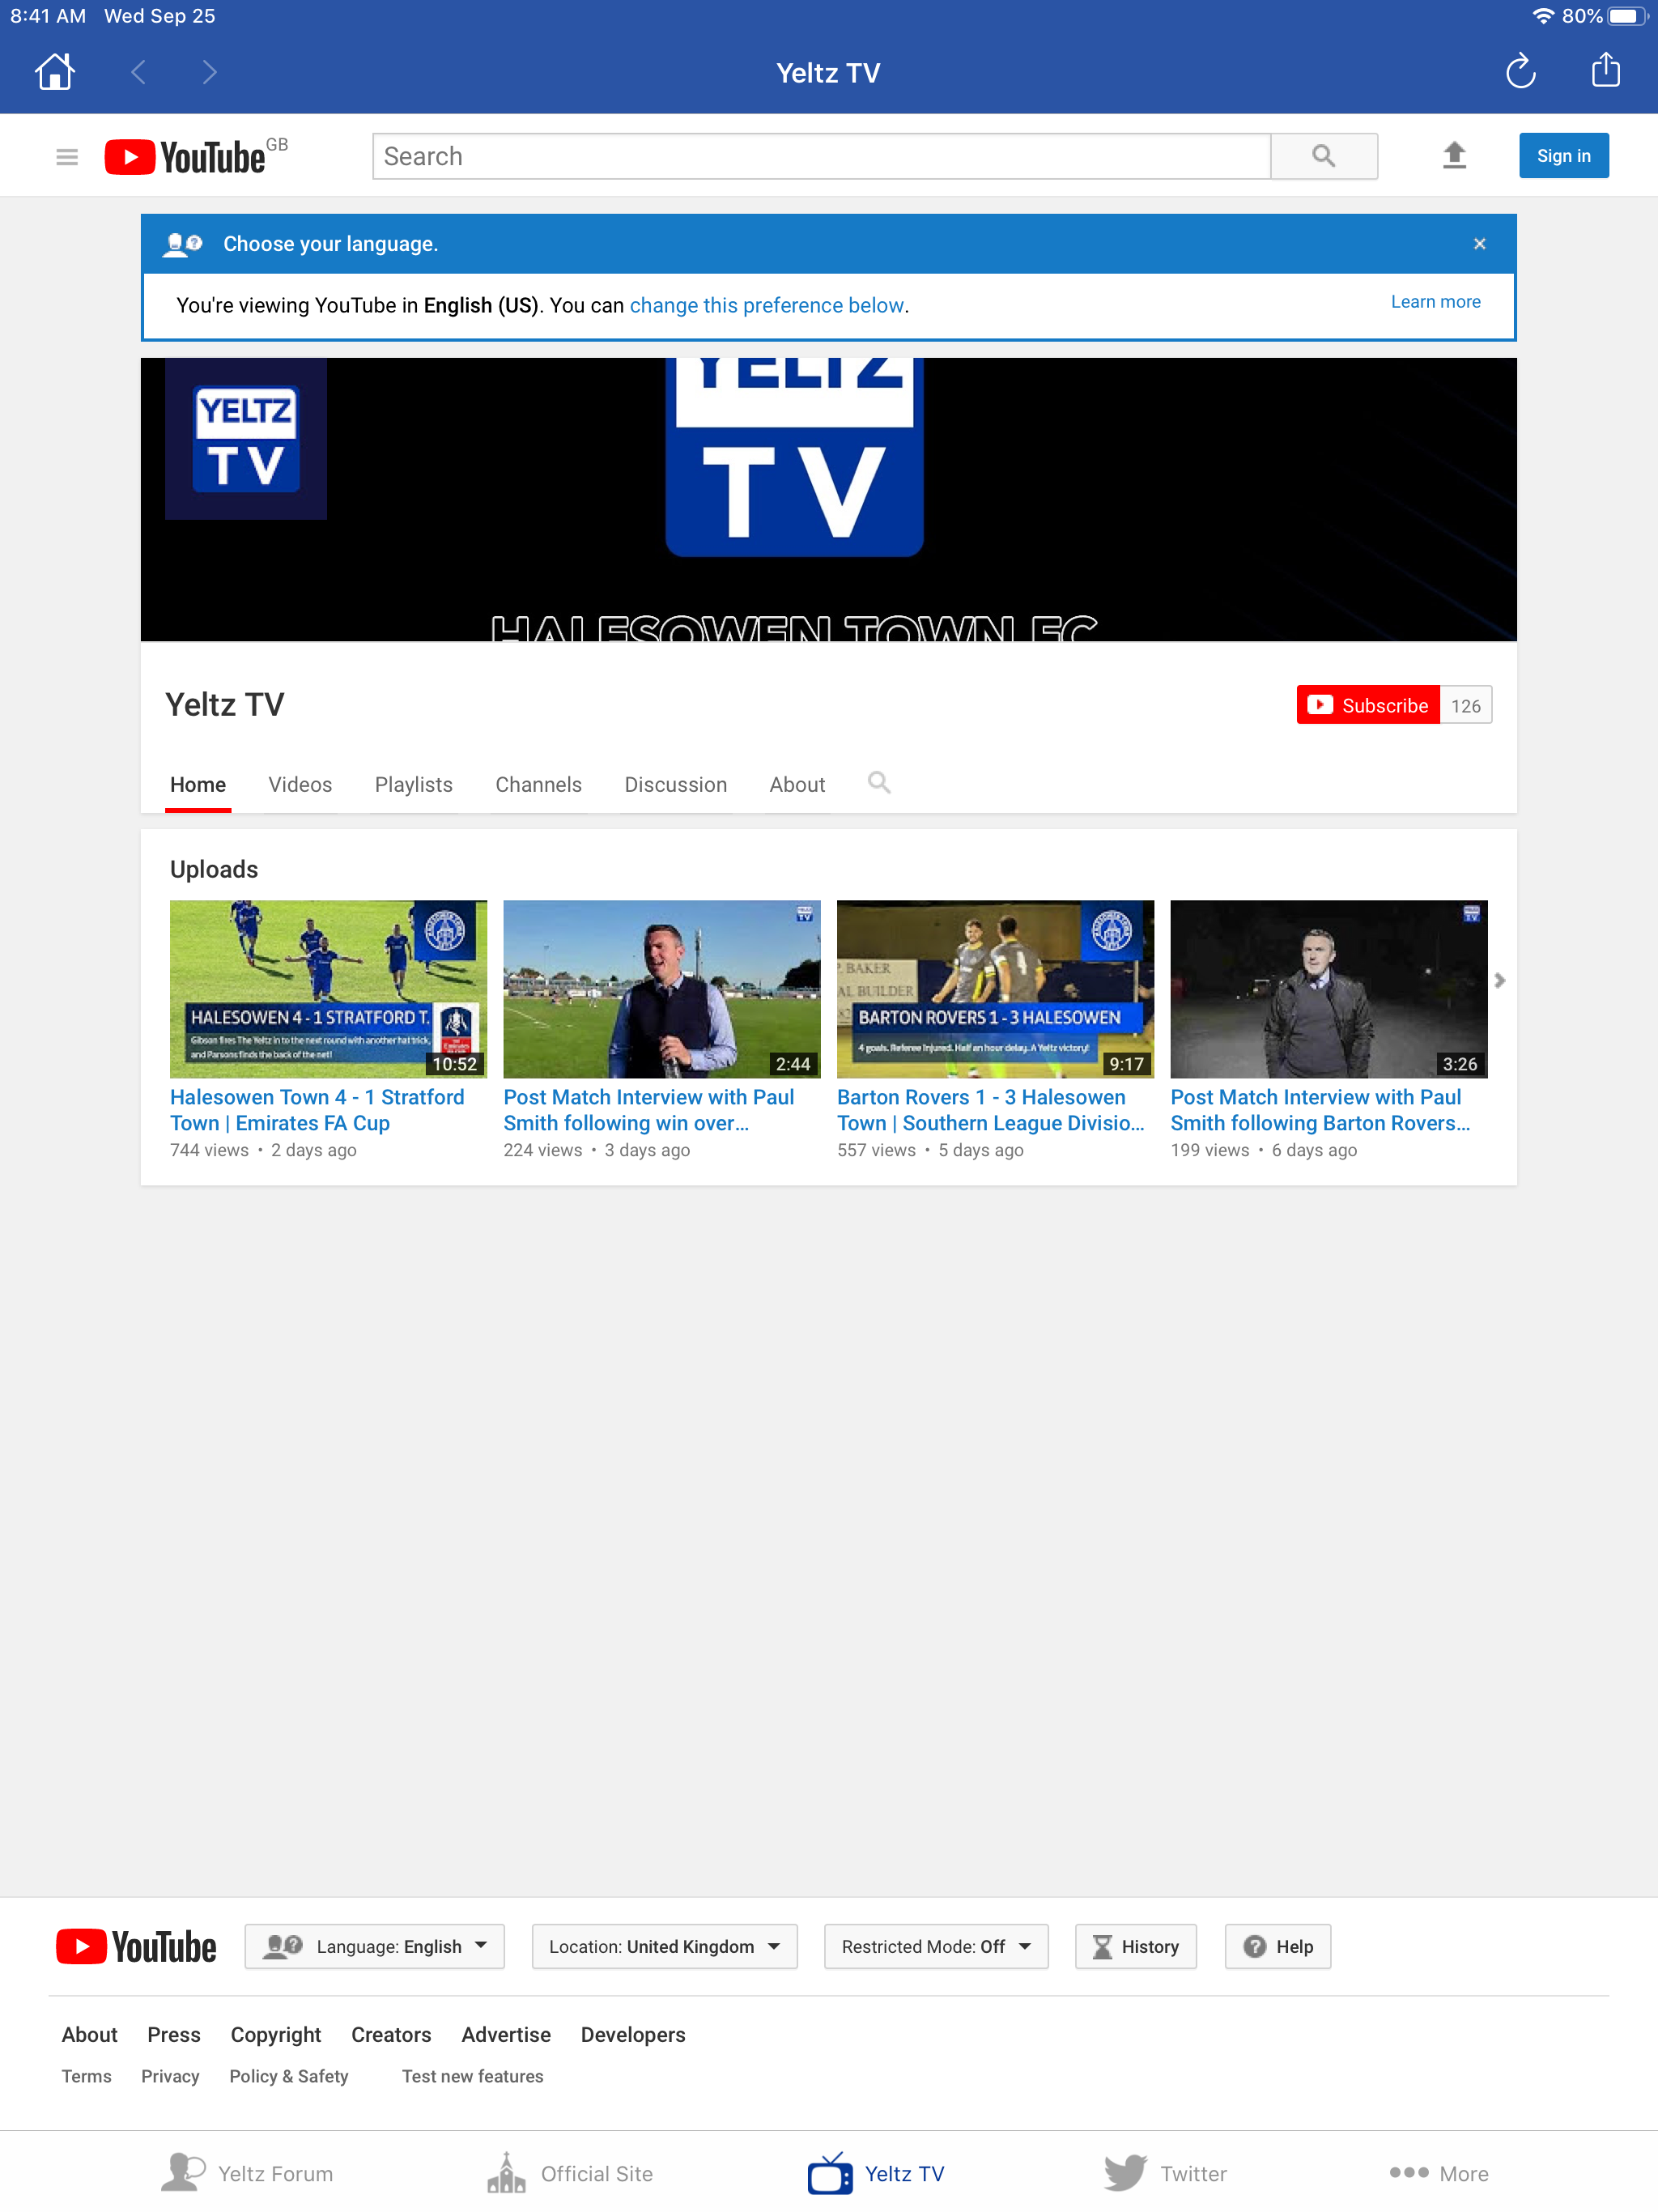 8:41 AM Wed Sep 25
80%
Yeltz TV
YouTube GB
Search
Sign in
Choose your language.
×
You're viewing YouTube in English (US). You can change this preference below.
Learn more
YELTZ
TV
YELTZ
TV
HALESOWEN TOWN FC
Yeltz TV
Subscribe 126
Home Videos Playlists Channels Discussion About
Uploads
HALESOWEN 4 - 1 STRATFORD T.
Gibson fires The Yeltz in to the next round with another hat trick,
and Parsons finds the back of the net!
Emirates
10:52
Halesowen Town 4 - 1 Stratford
Town | Emirates FA Cup
744 views • 2 days ago
TV
2:44
Post Match Interview with Paul
Smith following win over...
224 views • 3 days ago
P. BAKER
AL BUILDER
BARTON ROVERS 1 - 3 HALESOWEN
4 goals. Referee Injured. Half an hour delay. A Yeltz victory!
9:17
Barton Rovers 1 - 3 Halesowen
Town | Southern League Divisio...
557 views • 5 days ago
TV
3:26
Post Match Interview with Paul
Smith following Barton Rovers...
199 views • 6 days ago
YouTube
Language: English
Location: United Kingdom
Restricted Mode: Off
History
Help
About Press Copyright Creators Advertise Developers
Terms Privacy Policy & Safety Test new features
Yeltz Forum
Official Site
Yeltz TV
Twitter
More